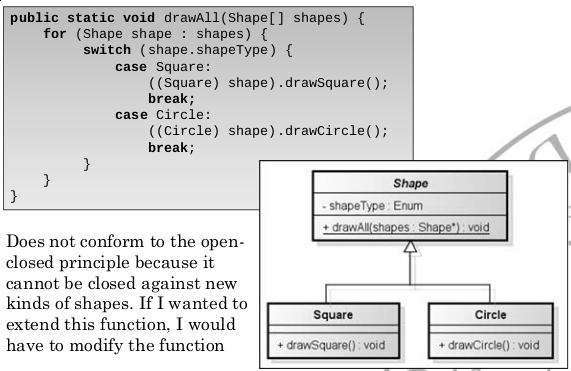 public static void drawAll(Shape[] shapes) {
for (Shape shape : shapes) {
switch (shape.shapeType) {
case Square:
((Square) shape).drawSquare();
break;
case Circle:
((Circle) shape).drawCircle();
break;
}
}
}
Does not conform to the open-
closed principle because it
cannot be closed against new
kinds of shapes. If I wanted to
extend this function, I would
have to modify the function
Shape
- shapeType : Enum
+ drawAll(shapes : Shape*) : void
Square
+ drawSquare() : void
Circle
+ drawCircle() : void